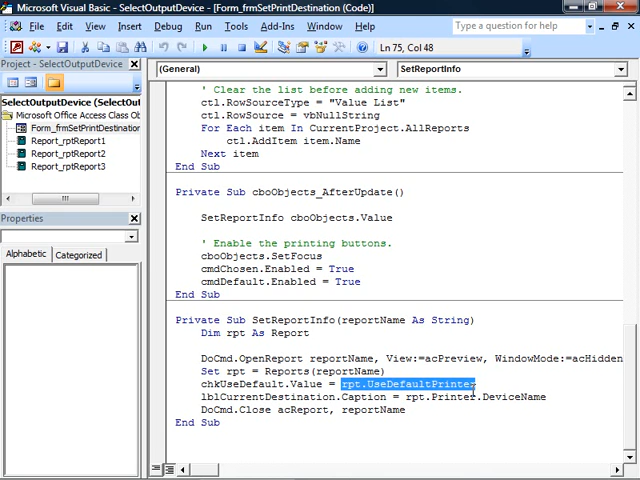 Microsoft Visual Basic - SelectOutputDevice - [Form_frmSetPrintDestination (Code)]
File Edit View Insert Debug Run Tools Add-Ins Window Help
Type a question for help
Ln 75, Col 48
Project - SelectOutputDevice
(General)
SetReportInfo
SelectOutputDevice (SelectOut
Microsoft Office Access Class Ob
Form_frmSetPrintDestination
Report_rptReport1
Report_rptReport2
Report_rptReport3
Properties
Alphabetic Categorized
' Clear the list before adding new items.
ctl.RowSourceType = "Value List"
ctl.RowSource = vbNullString
For Each item In CurrentProject.AllReports
ctl.AddItem item.Name
Next item
End Sub
Private Sub cboObjects_AfterUpdate()
SetReportInfo cboObjects.Value
' Enable the printing buttons.
cboObjects.SetFocus
cmdChosen.Enabled = True
cmdDefault.Enabled = True
End Sub
Private Sub SetReportInfo(reportName As String)
Dim rpt As Report
DoCmd.OpenReport reportName, View:=acPreview, WindowMode:=acHidden
Set rpt = Reports(reportName)
chkUseDefault.Value = rpt.UseDefaultPrinter
lblCurrentDestination.Caption = rpt.Printer.DeviceName
DoCmd.Close acReport, reportName
End Sub